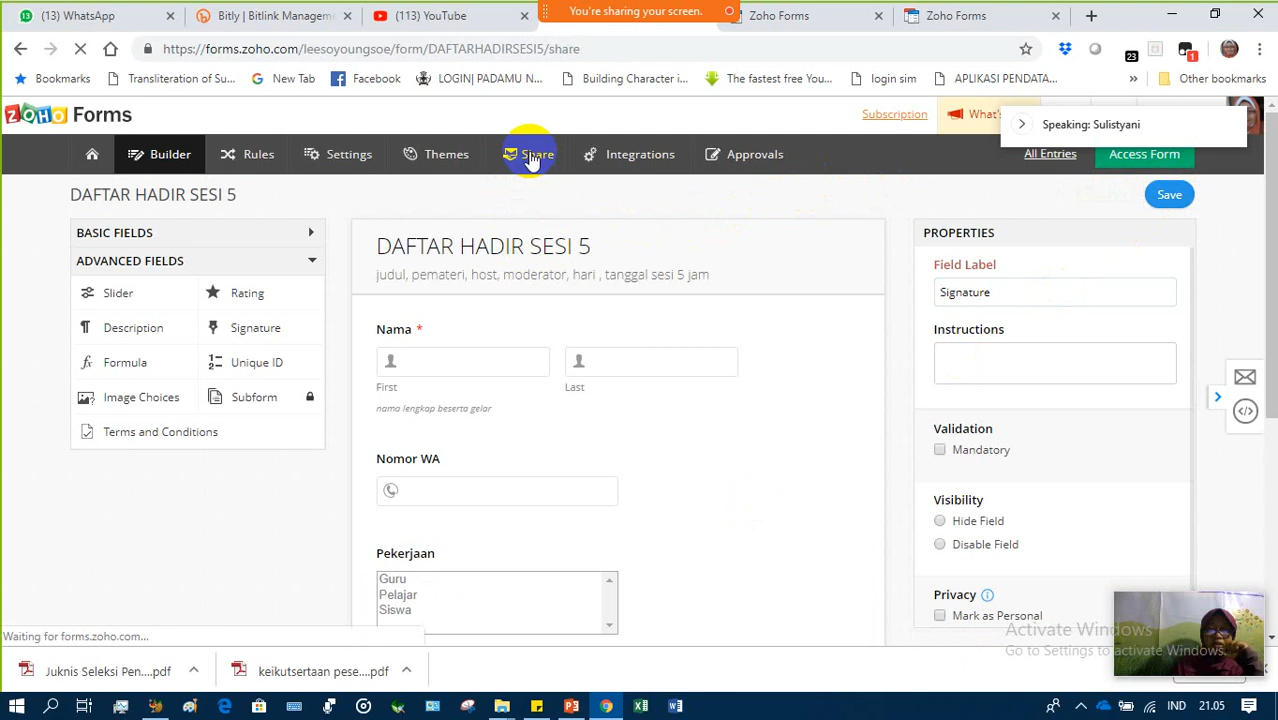 (13) WhatsApp
Bitly | Bitlink Managem
(113) YouTube
You're sharing your screen.
Zoho Forms
Zoho Forms
https://forms.zoho.com/leesoyoungsoe/form/DAFTARHADIRSESI5/share
23
1
Bookmarks
Transliteration of Su...
New Tab
Facebook
LOGIN| PADAMU N...
Building Character i...
The fastest free You...
login sim
APLIKASI PENDATA...
Other bookmarks
ZOHO Forms
Subscription
What's
Speaking: Sulistyani
Builder
Rules
Settings
Themes
Share
Integrations
Approvals
All Entries
Access Form
DAFTAR HADIR SESI 5
Save
BASIC FIELDS
ADVANCED FIELDS
Slider
Rating
Description
Signature
Formula
Unique ID
Image Choices
Subform
Terms and Conditions
DAFTAR HADIR SESI 5
judul, pemateri, host, moderator, hari , tanggal sesi 5 jam
Nama *
First
Last
nama lengkap beserta gelar
Nomor WA
Pekerjaan
Guru
Pelajar
Siswa
PROPERTIES
Field Label
Signature
Instructions
Validation
Mandatory
Visibility
Hide Field
Disable Field
Privacy
Mark as Personal
Activate Windows
Go to Settings to activate Windows.
Waiting for forms.zoho.com...
Juknis Seleksi Pen....pdf
keikutsertaan pese....pdf
IND
21.05